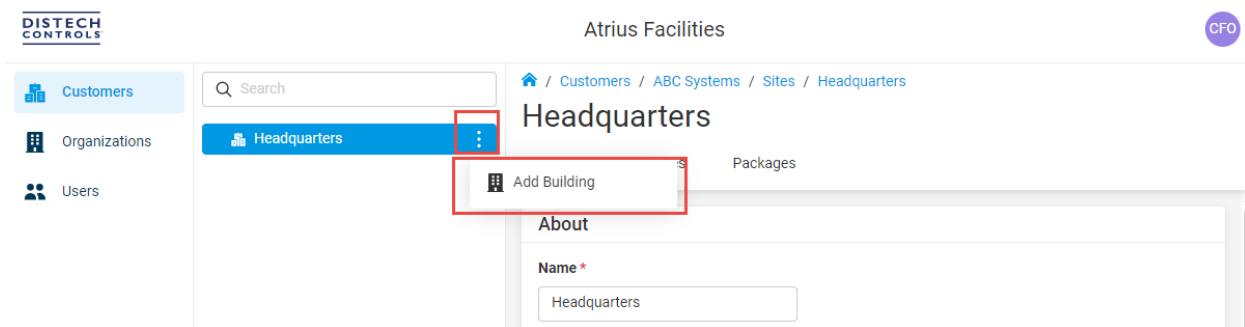 DISTECH
CONTROLS
Atrius Facilities
CFO
Customers
Organizations
Users
Search
Headquarters
Add Building
/ Customers / ABC Systems / Sites / Headquarters
Headquarters
Packages
About
Name *
Headquarters